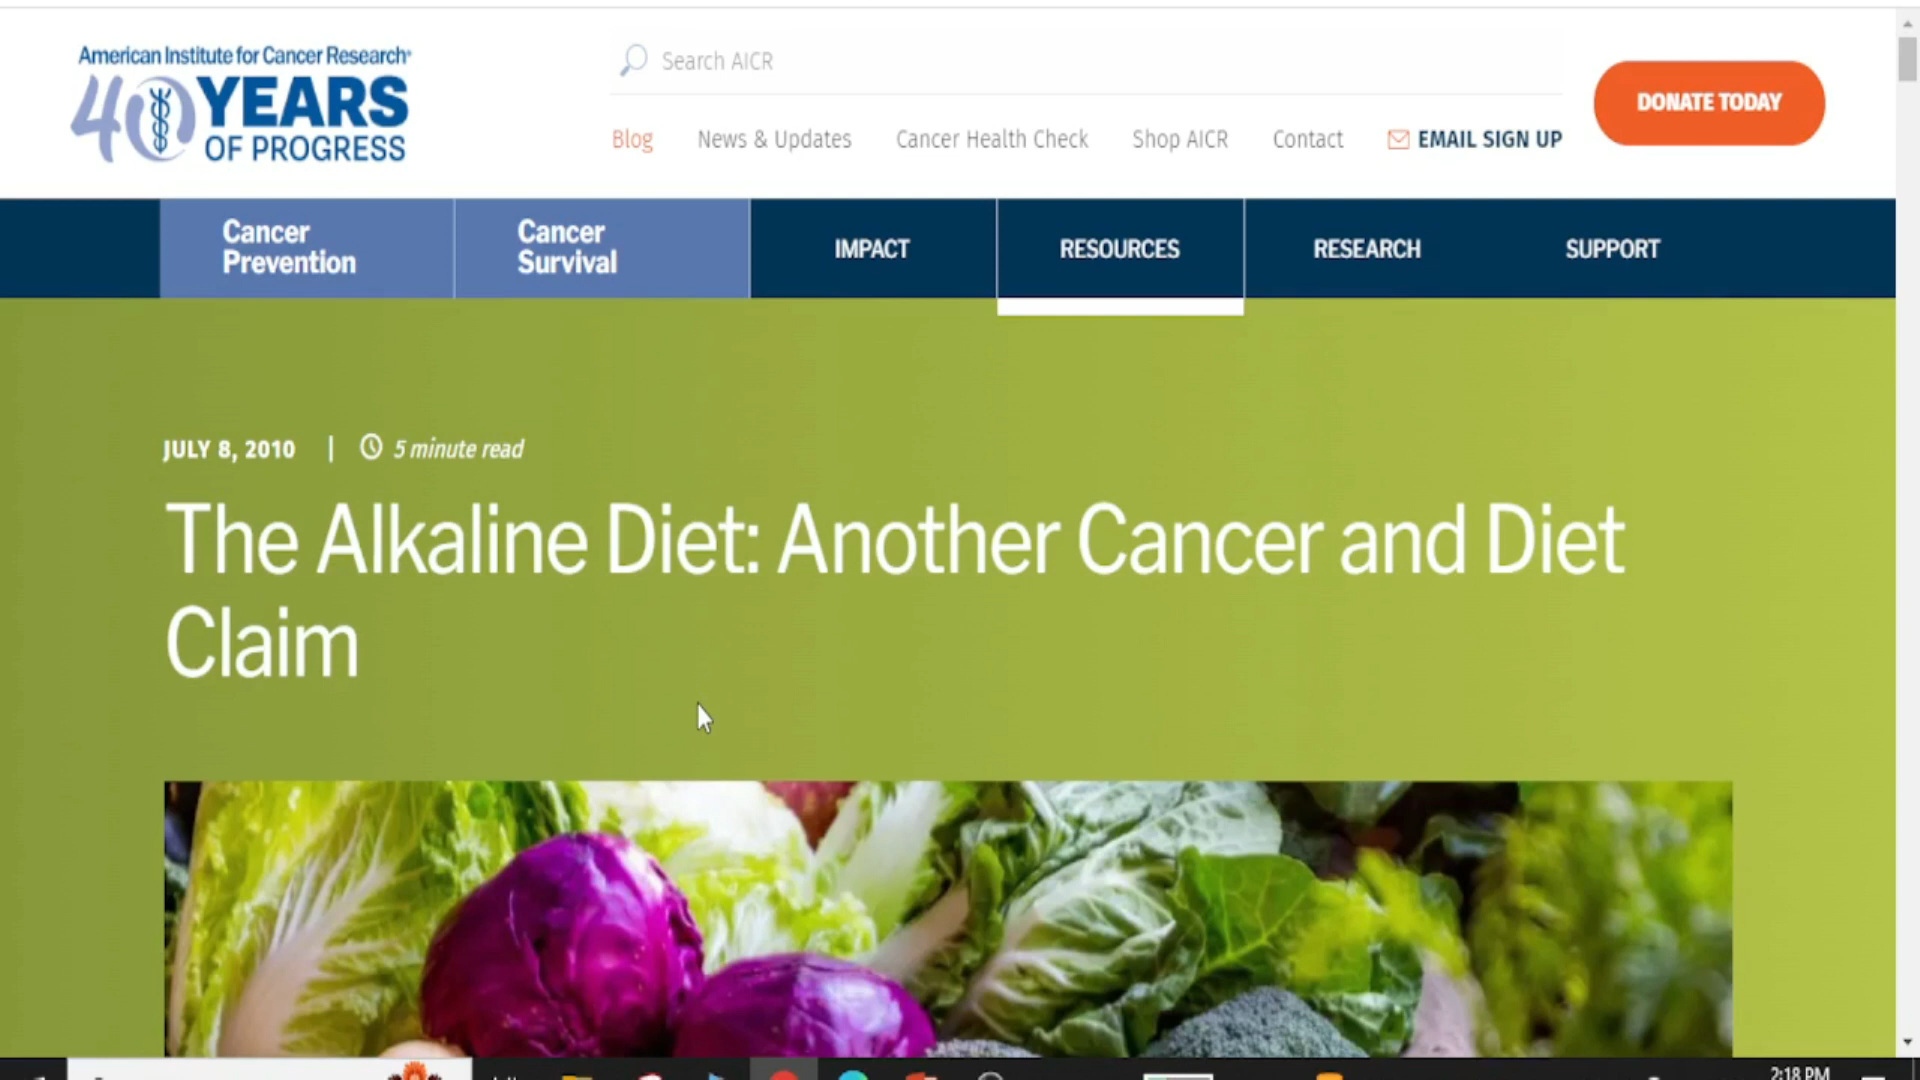 American Institute for Cancer Research®
40 YEARS
OF PROGRESS
Search AICR
DONATE TODAY
Blog
News & Updates
Cancer Health Check
Shop AICR
Contact
EMAIL SIGN UP
Cancer
Prevention
Cancer
Survival
IMPACT
RESOURCES
RESEARCH
SUPPORT
JULY 8, 2010 | 5 minute read
The Alkaline Diet: Another Cancer and Diet
Claim
2:18 PM